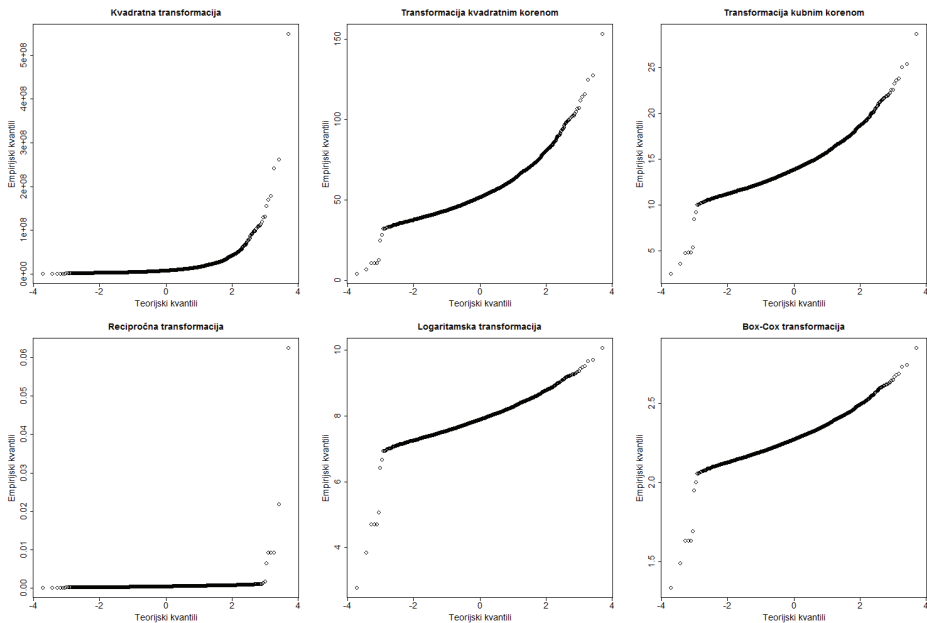 Kvadratna transformacija
Empirijski kvantili
0e+00 1e+08 2e+08 3e+08 4e+08 5e+08
-4 -2 0 2 4
Teorijski kvantili
Transformacija kvadratnim korenom
Empirijski kvantili
0 50 100 150
-4 -2 0 2 4
Teorijski kvantili
Transformacija kubnim korenom
Empirijski kvantili
5 10 15 20 25
-4 -2 0 2 4
Teorijski kvantili
Recipročna transformacija
Empirijski kvantili
0.00 0.01 0.02 0.03 0.04 0.05 0.06
-4 -2 0 2 4
Teorijski kvantili
Logaritamska transformacija
Empirijski kvantili
4 6 8 10
-4 -2 0 2 4
Teorijski kvantili
Box-Cox transformacija
Empirijski kvantili
1.5 2.0 2.5
-4 -2 0 2 4
Teorijski kvantili